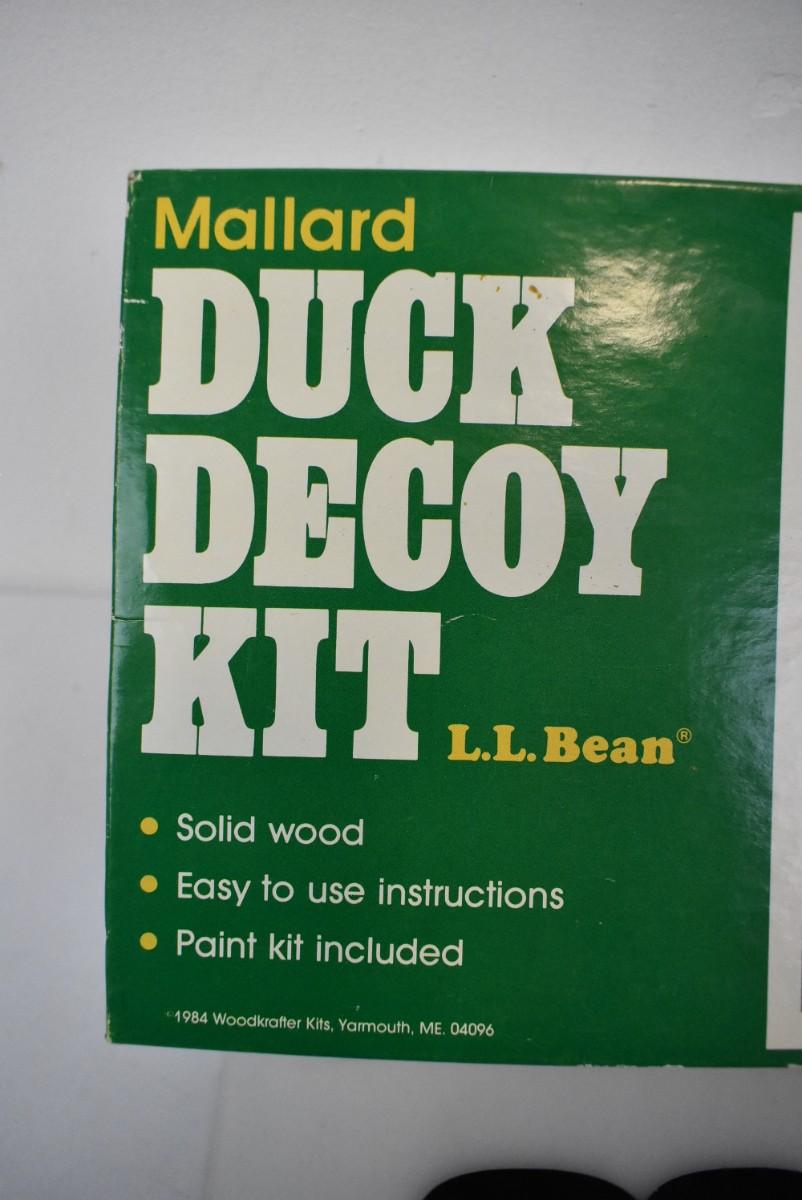 Mallard
DUCK
DECOY
KIT
L.L.Bean®
• Solid wood
• Easy to use instructions
• Paint kit included
©1984 Woodkrafter Kits, Yarmouth, ME. 04096